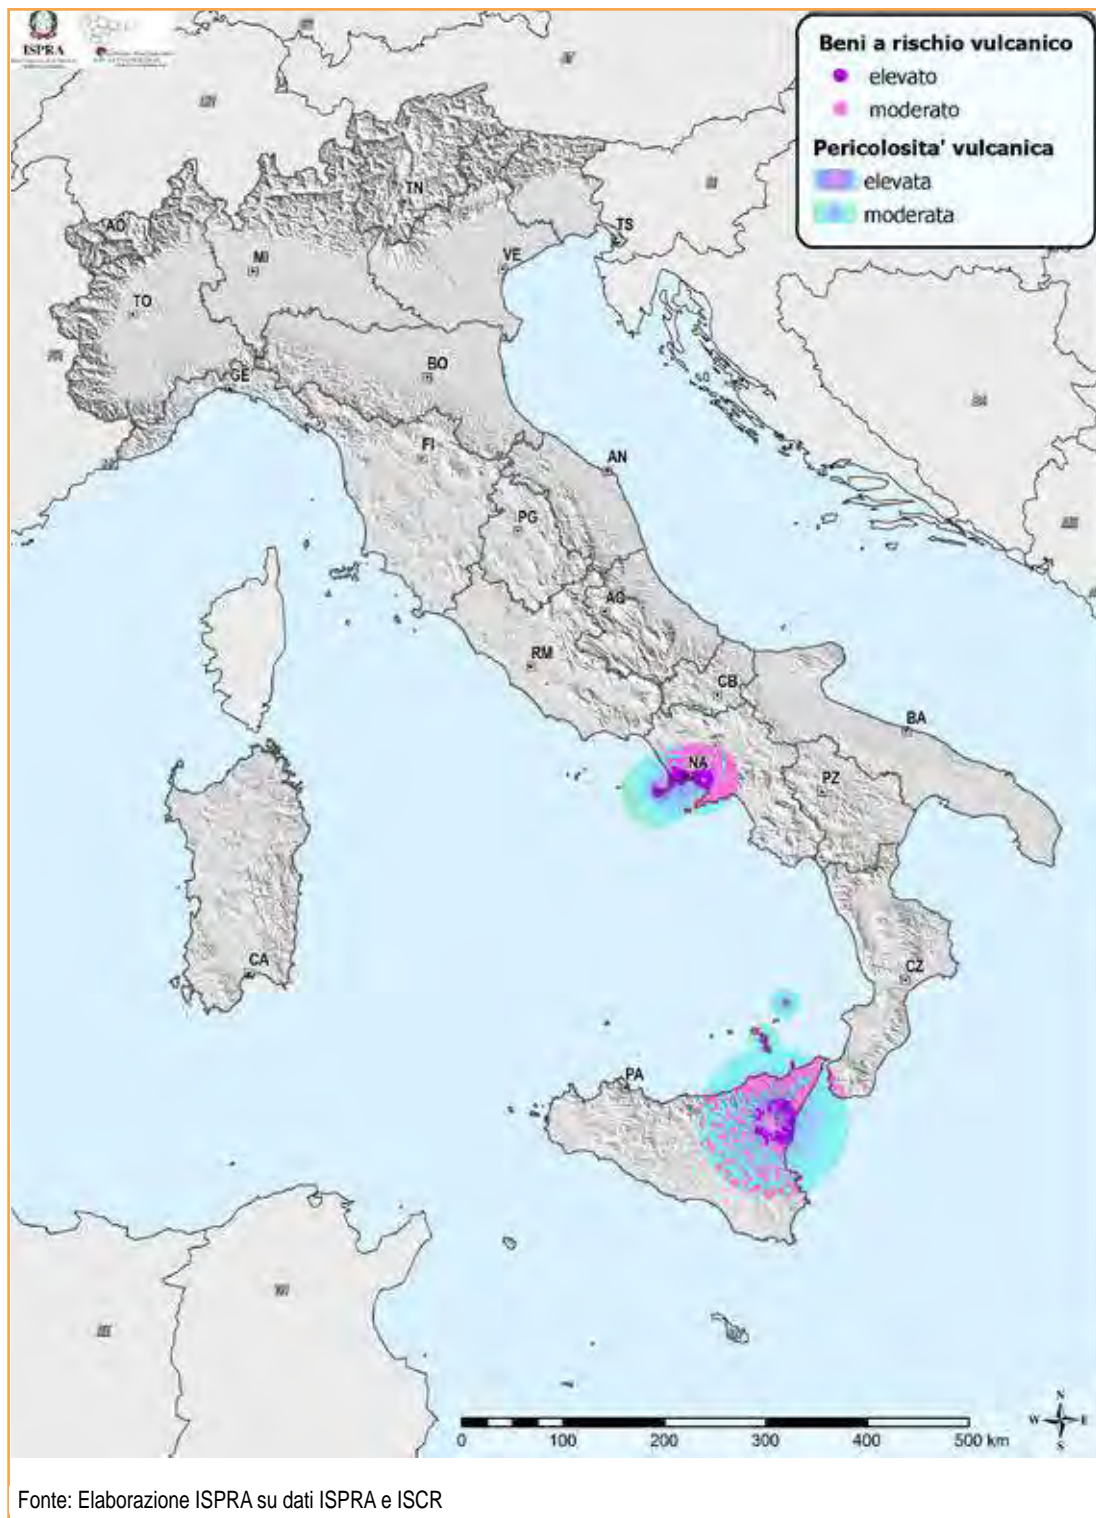 ISPRA
Beni a rischio vulcanico
elevato
moderato
Pericolosita' vulcanica
elevata
moderata
TN
AO
TS
MI
VE
TO
BO
GE
FI
AN
PG
AQ
RM
CB
BA
NA
PZ
CA
CZ
PA
N
W E
S
0 100 200 300 400 500 km
Fonte: Elaborazione ISPRA su dati ISPRA e ISCR